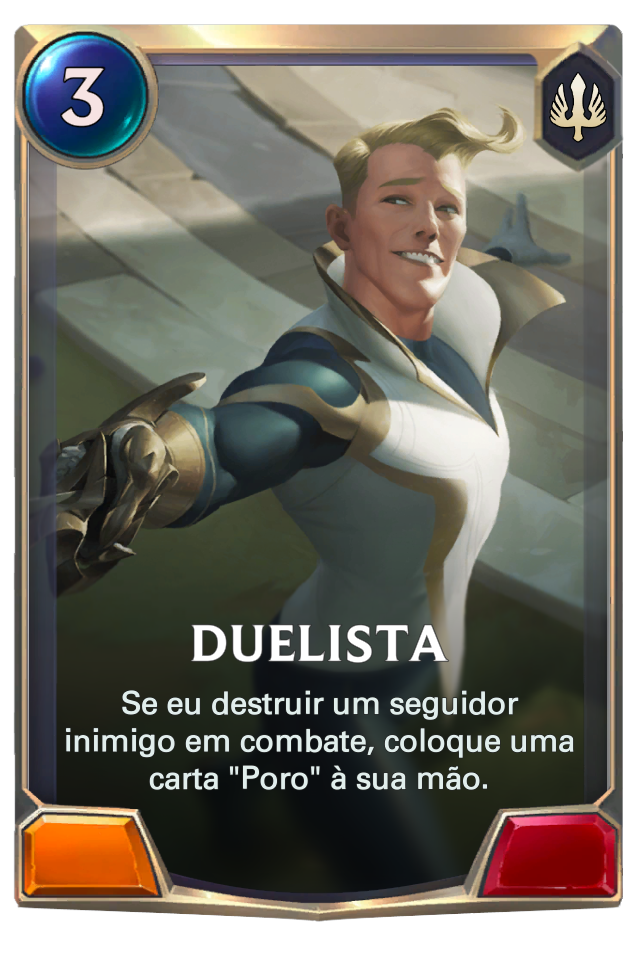 3
DUELISTA
Se eu destruir um seguidor
inimigo em combate, coloque uma
carta "Poro" à sua mão.